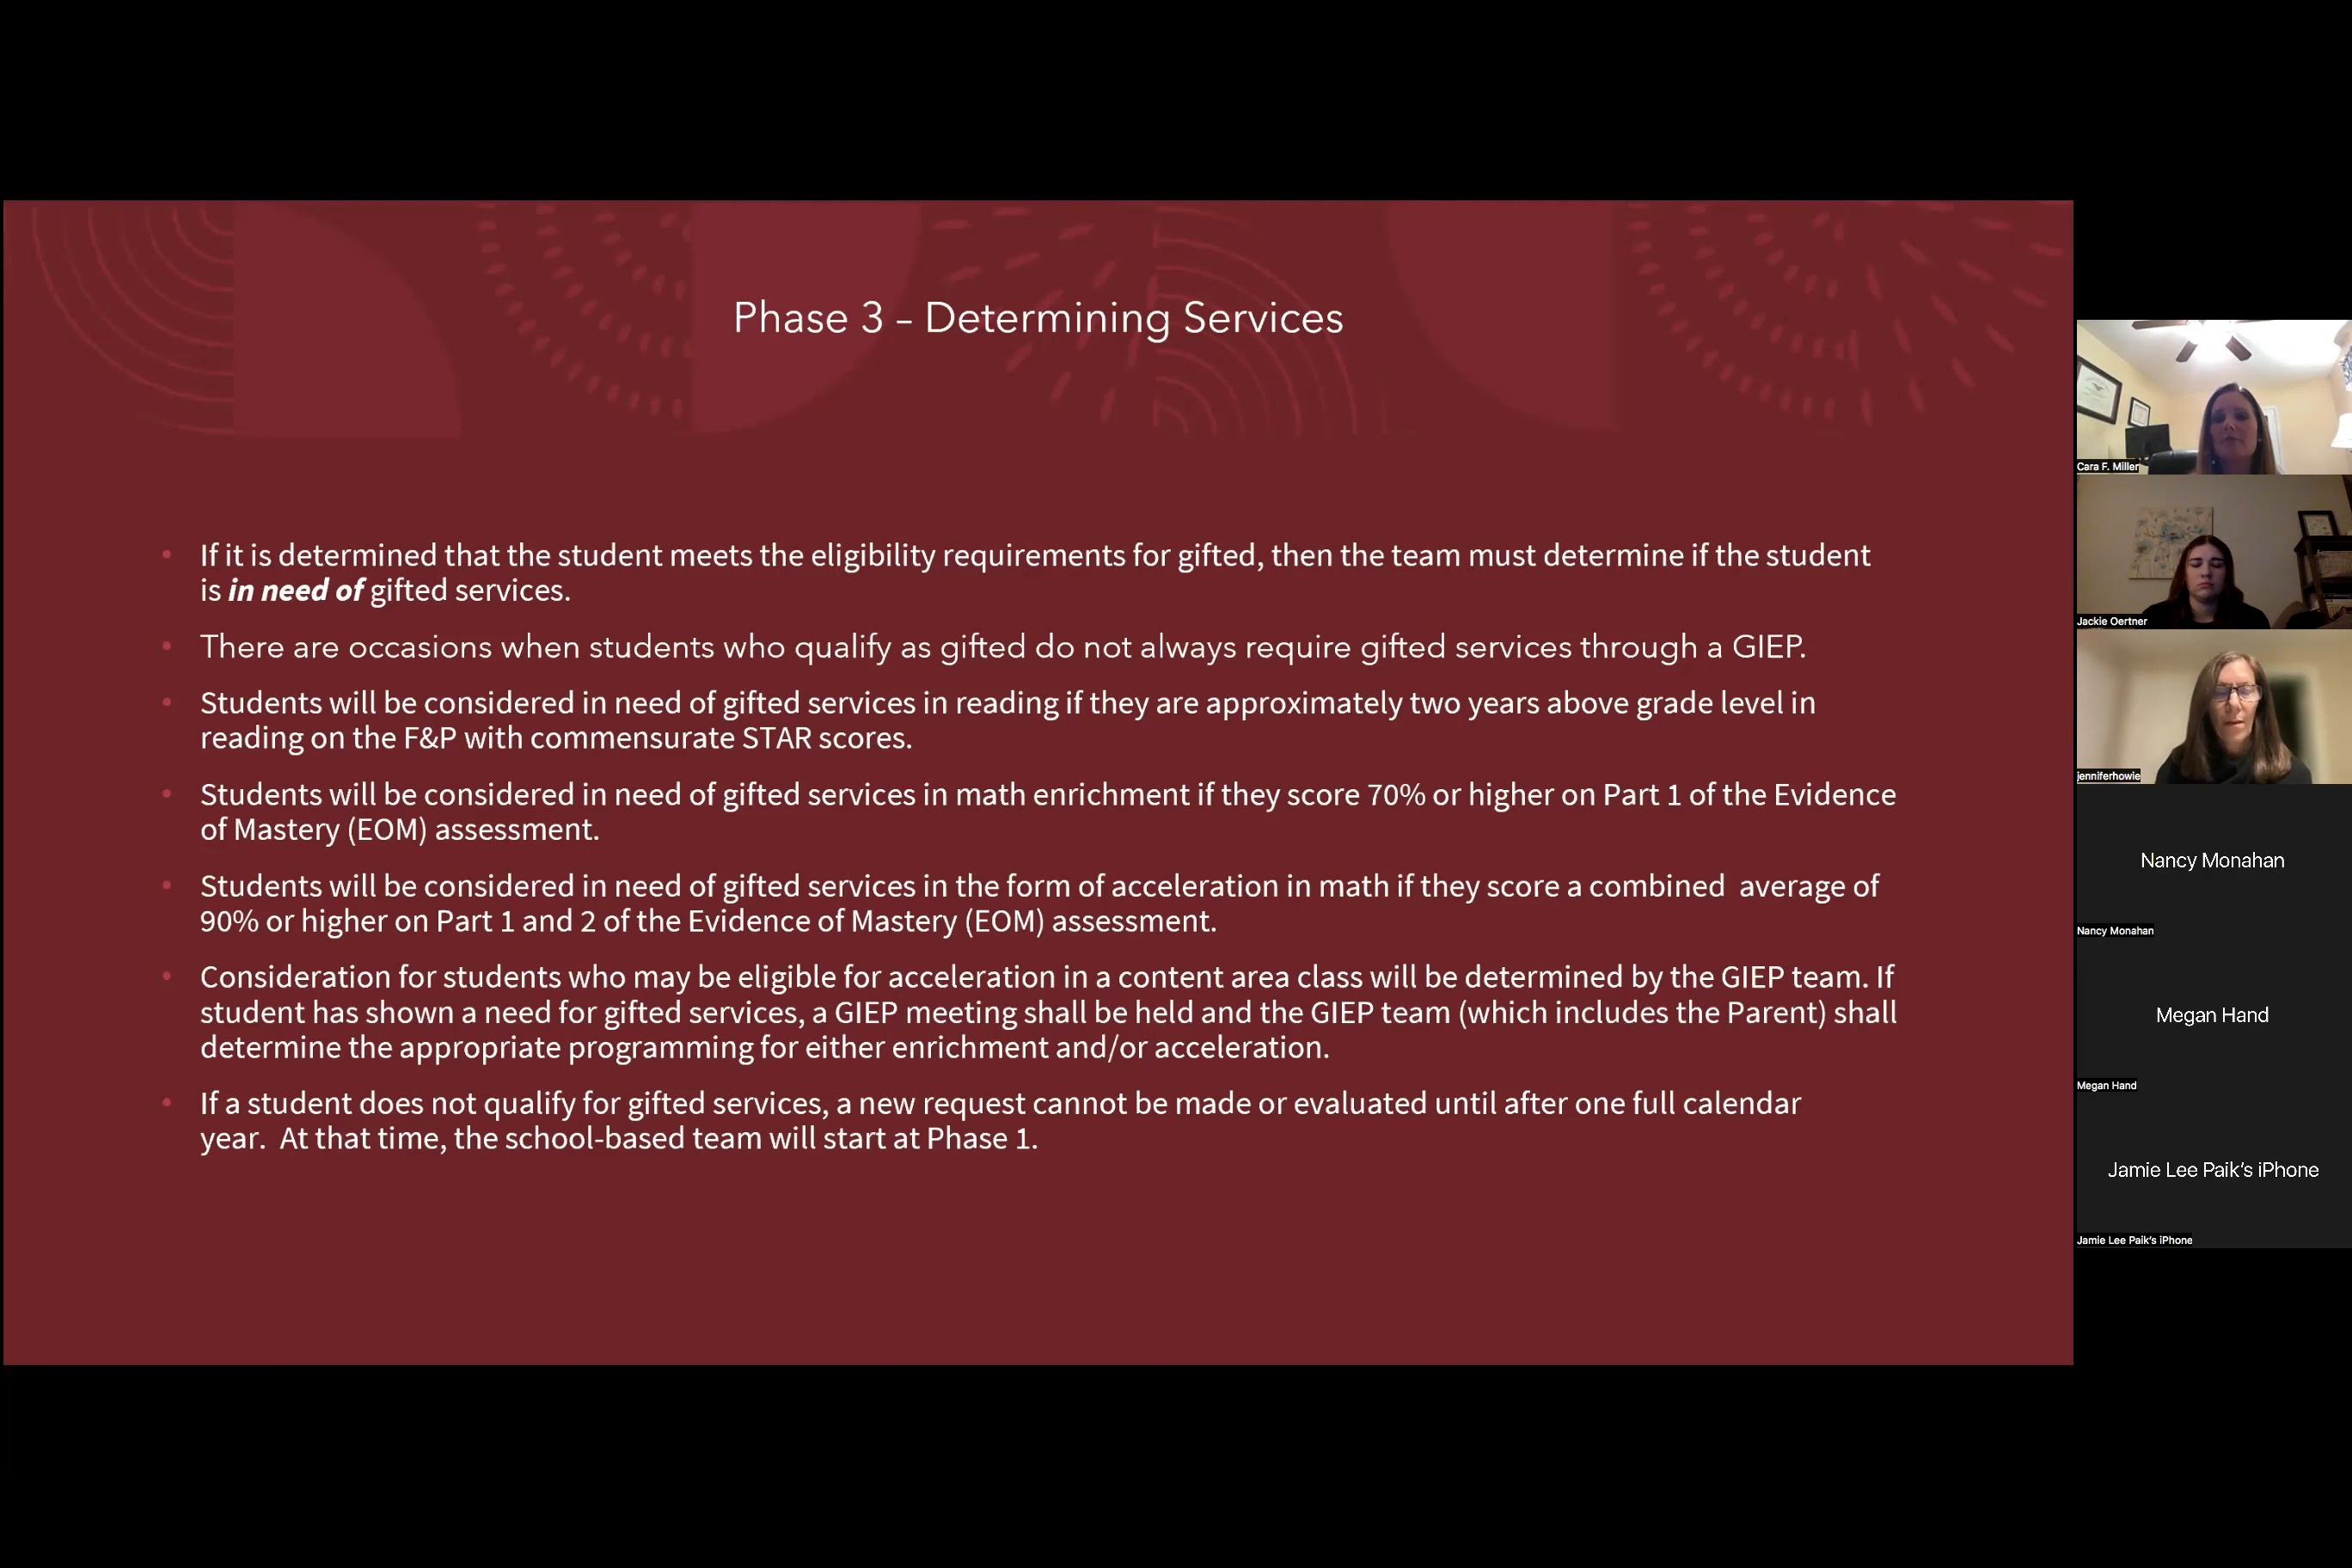 Phase 3 – Determining Services
• If it is determined that the student meets the eligibility requirements for gifted, then the team must determine if the student
is in need of gifted services.
• There are occasions when students who qualify as gifted do not always require gifted services through a GIEP.
• Students will be considered in need of gifted services in reading if they are approximately two years above grade level in
reading on the F&P with commensurate STAR scores.
• Students will be considered in need of gifted services in math enrichment if they score 70% or higher on Part 1 of the Evidence
of Mastery (EOM) assessment.
• Students will be considered in need of gifted services in the form of acceleration in math if they score a combined  average of
90% or higher on Part 1 and 2 of the Evidence of Mastery (EOM) assessment.
• Consideration for students who may be eligible for acceleration in a content area class will be determined by the GIEP team. If
student has shown a need for gifted services, a GIEP meeting shall be held and the GIEP team (which includes the Parent) shall
determine the appropriate programming for either enrichment and/or acceleration.
• If a student does not qualify for gifted services, a new request cannot be made or evaluated until after one full calendar
year.  At that time, the school-based team will start at Phase 1.
Cara F. Miller
Jackie Oertner
jenniferhowie
Nancy Monahan
Nancy Monahan
Megan Hand
Megan Hand
Jamie Lee Paik's iPhone
Jamie Lee Paik's iPhone